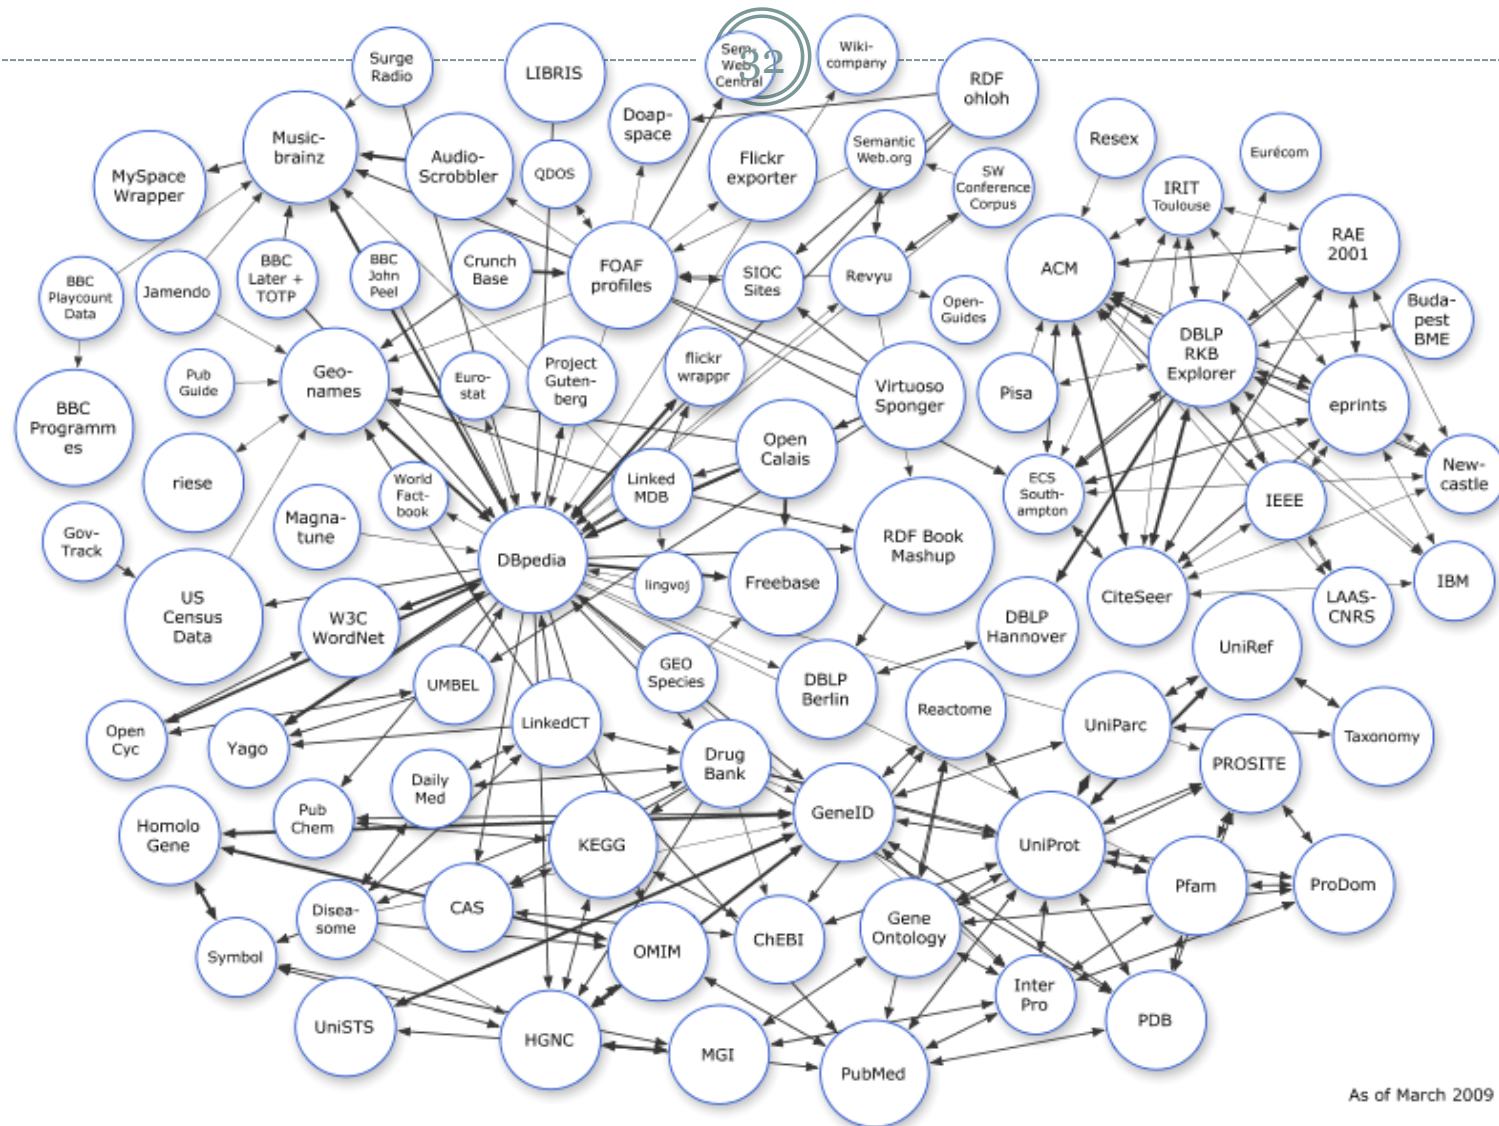 32
Surge
Radio
LIBRIS
Sem-
Web-
Central
Wiki-
company
RDF
ohloh
Doap-
space
Music-
brainz
Audio-
Scrobbler
QDOS
Flickr
exporter
Semantic
Web.org
SW
Conference
Corpus
Resex
Eurécom
MySpace
Wrapper
IRIT
Toulouse
RAE
2001
BBC
Playcount
Data
Jamendo
BBC
Later +
TOTP
BBC
John
Peel
Crunch
Base
FOAF
profiles
SIOC
Sites
Revyu
Open-
Guides
ACM
DBLP
RKB
Explorer
Buda-
pest
BME
Pub
Guide
Geo-
names
Euro-
stat
Project
Guten-
berg
flickr
wrappr
Virtuoso
Sponger
Pisa
eprints
BBC
Programm
es
riese
World
Fact-
book
Linked
MDB
Open
Calais
ECS
South-
ampton
IEEE
New-
castle
Gov-
Track
Magna-
tune
DBpedia
lingvoj
Freebase
RDF Book
Mashup
CiteSeer
LAAS-
CNRS
IBM
US
Census
Data
W3C
WordNet
DBLP
Hannover
UniRef
UMBEL
GEO
Species
DBLP
Berlin
Reactome
UniParc
Taxonomy
Open
Cyc
Yago
LinkedCT
Drug
Bank
PROSITE
Daily
Med
Pub
Chem
Homolo
Gene
KEGG
GeneID
UniProt
Pfam
ProDom
Disea-
some
CAS
OMIM
ChEBI
Gene
Ontology
Symbol
Inter
Pro
UniSTS
HGNC
MGI
PubMed
PDB
As of March 2009